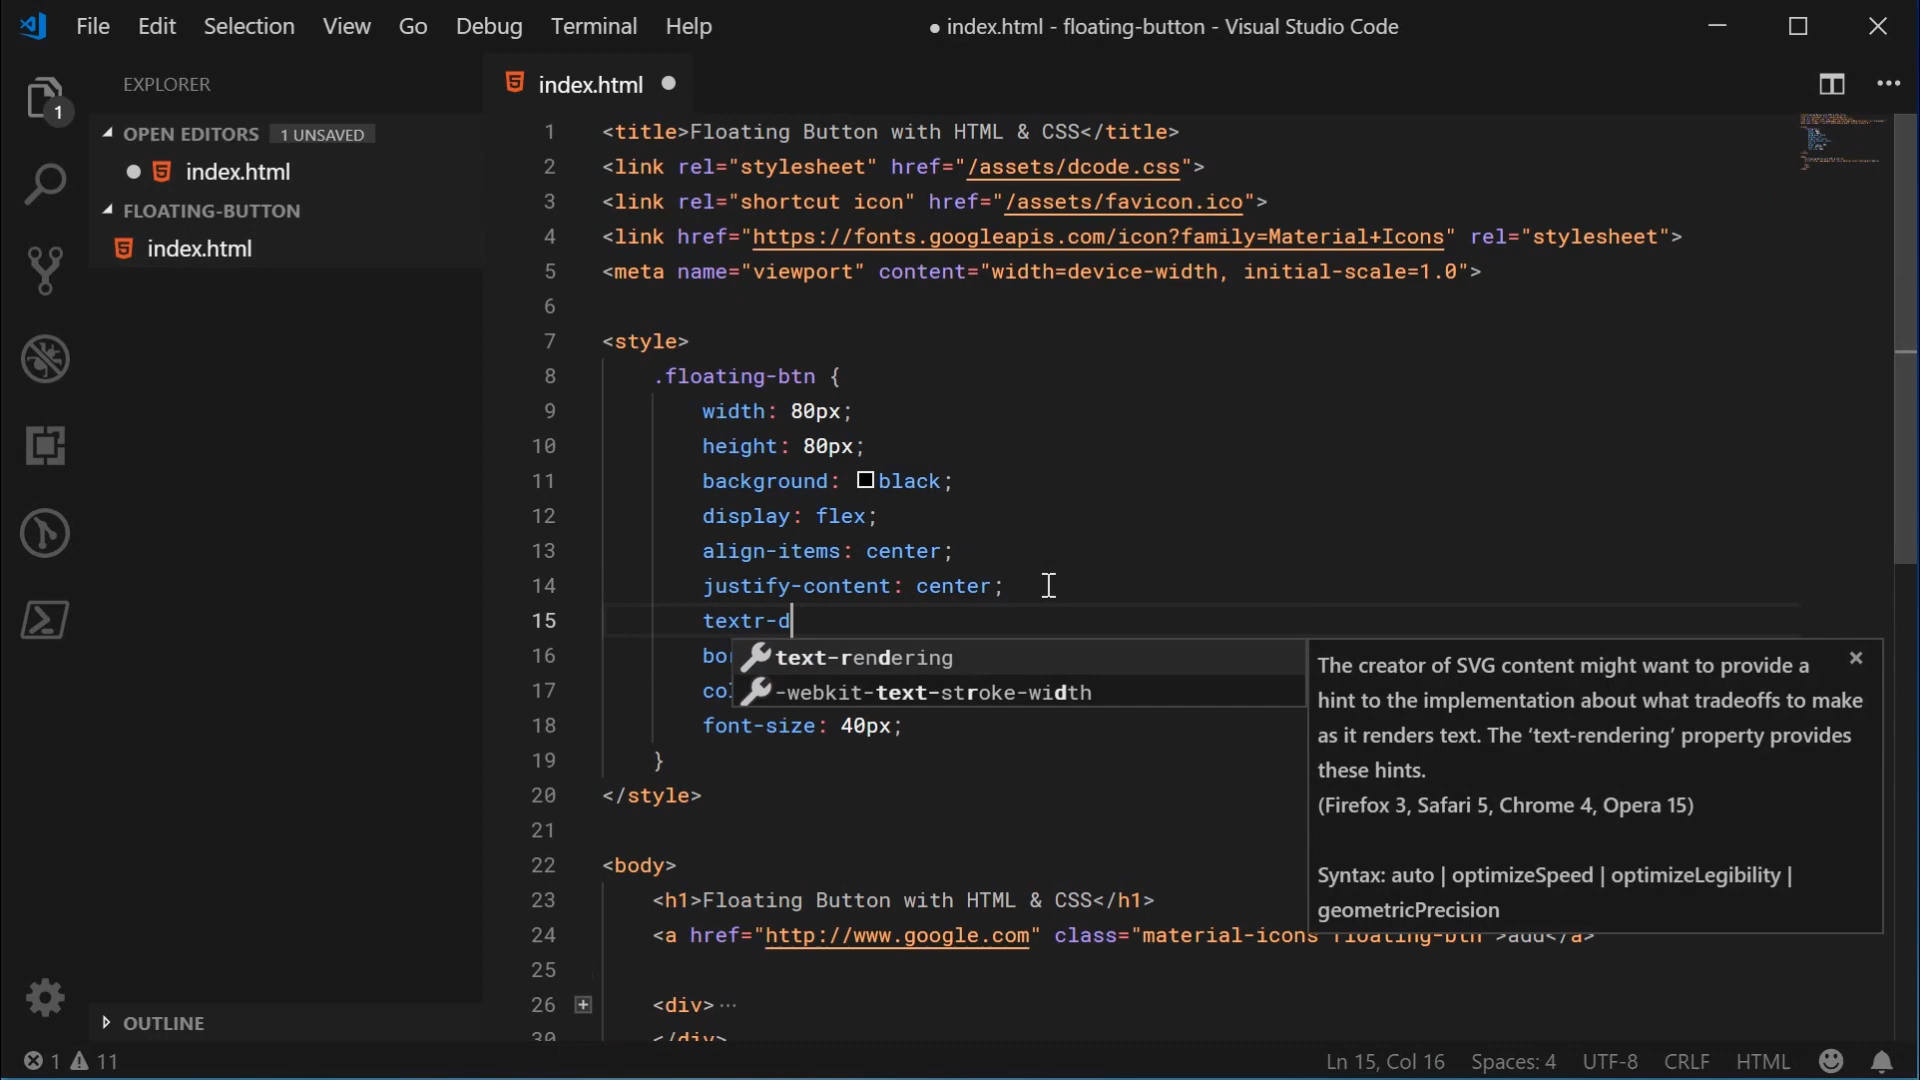 File Edit Selection View Go Debug Terminal Help
● index.html - floating-button - Visual Studio Code
EXPLORER
1
OPEN EDITORS 1 UNSAVED
index.html
FLOATING-BUTTON
index.html
OUTLINE
index.html
1 <title>Floating Button with HTML & CSS</title>
2 <link rel="stylesheet" href="/assets/dcode.css">
3 <link rel="shortcut icon" href="/assets/favicon.ico">
4 <link href="https://fonts.googleapis.com/icon?family=Material+Icons" rel="stylesheet">
5 <meta name="viewport" content="width=device-width, initial-scale=1.0">
6
7 <style>
8 .floating-btn {
9 width: 80px;
10 height: 80px;
11 background: black;
12 display: flex;
13 align-items: center;
14 justify-content: center;
15 textr-d
16 bor
17 col
18 font-size: 40px;
19 }
20 </style>
21
22 <body>
23 <h1>Floating Button with HTML & CSS</h1>
24 <a href="http://www.google.com" class="material-icons floating-btn">add</a>
25
26 <div>
30 </div>
text-rendering
-webkit-text-stroke-width
The creator of SVG content might want to provide a
hint to the implementation about what tradeoffs to make
as it renders text. The ‘text-rendering’ property provides
these hints.
(Firefox 3, Safari 5, Chrome 4, Opera 15)
Syntax: auto | optimizeSpeed | optimizeLegibility |
geometricPrecision
1 11
Ln 15, Col 16 Spaces: 4 UTF-8 CRLF HTML